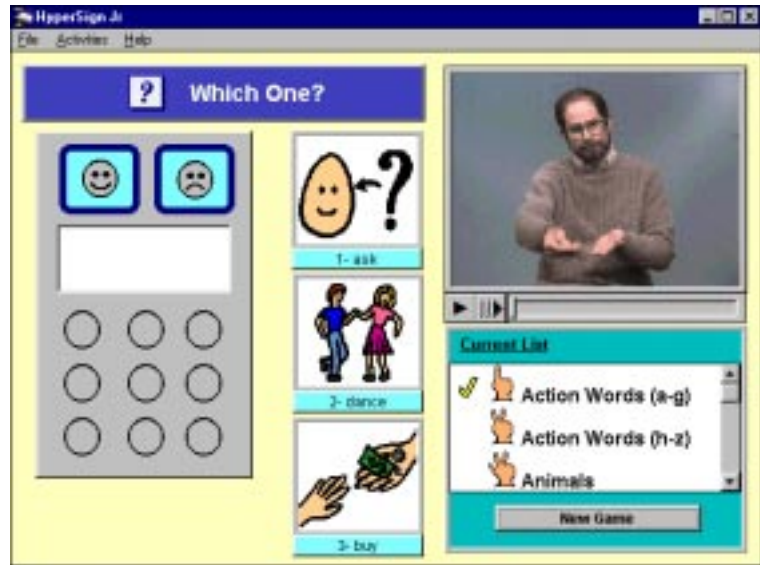 HyperSign Jr
File Activities Help
? Which One?
1- ask
2- dance
3- buy
Current List
Action Words (a-g)
Action Words (h-z)
Animals
New Game